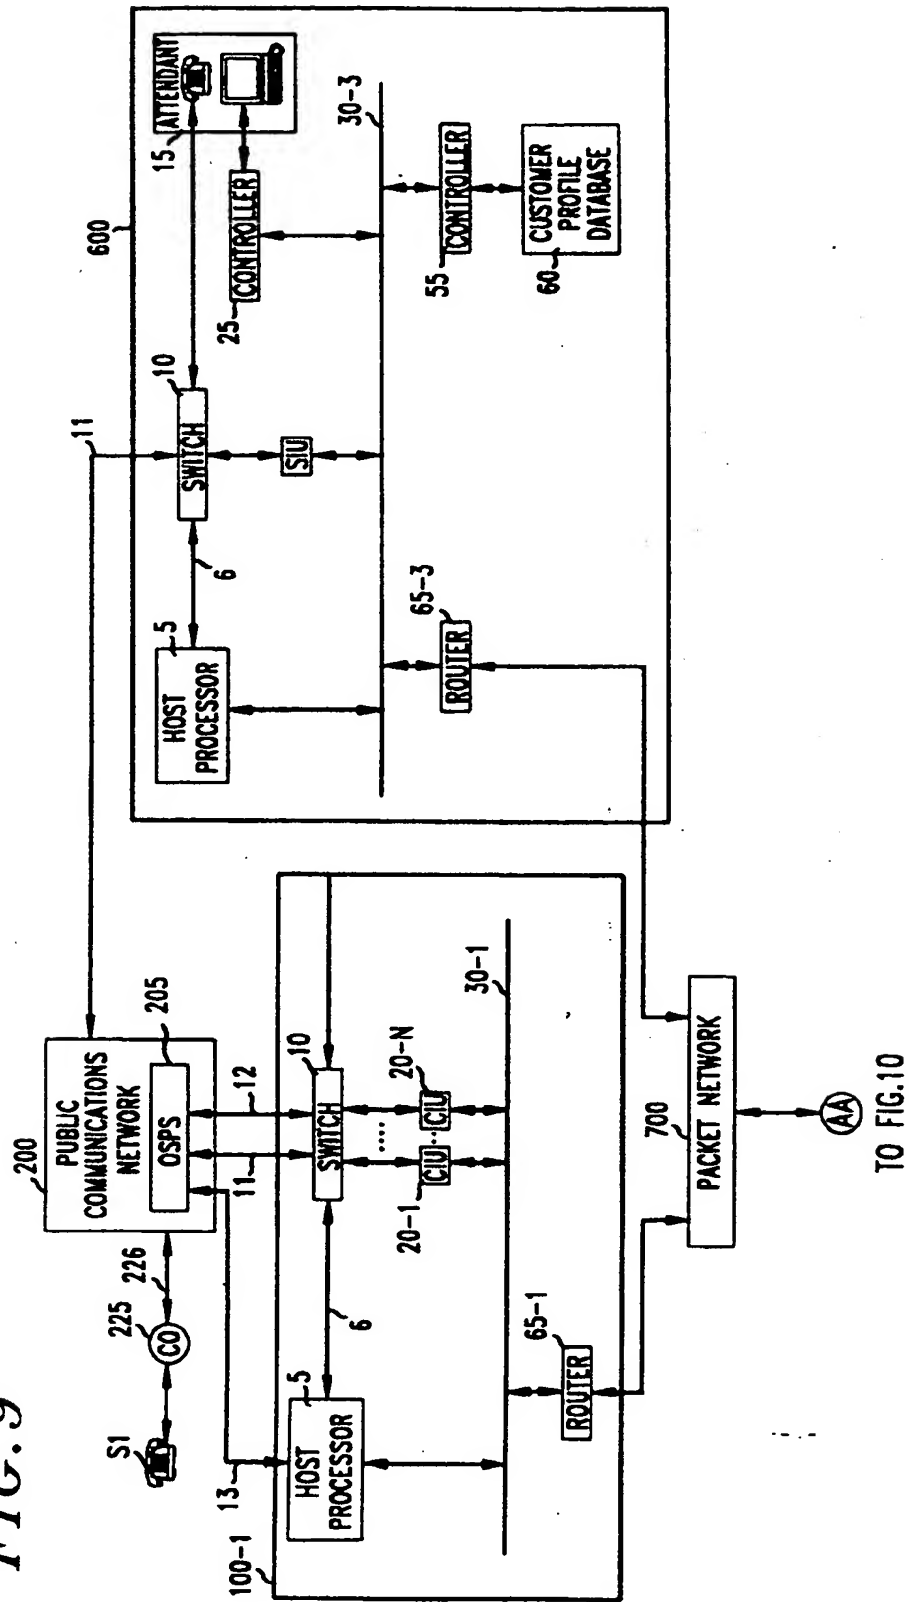 FIG. 9
200
PUBLIC
COMMUNICATIONS
NETWORK
OSPS
205
S1
225
CO
226
13
11
12
11
100-1
HOST
PROCESSOR
5
6
SWITCH
10
CIU
....
CIU
...
20-1
20-N
30-1
ROUTER
65-1
600
HOST
PROCESSOR
5
6
SWITCH
10
15
ATTENDANT
SIU
25
CONTROLLER
30-3
ROUTER
65-3
55
CONTROLLER
60
CUSTOMER
PROFILE
DATABASE
700
PACKET NETWORK
AA
TO FIG.10